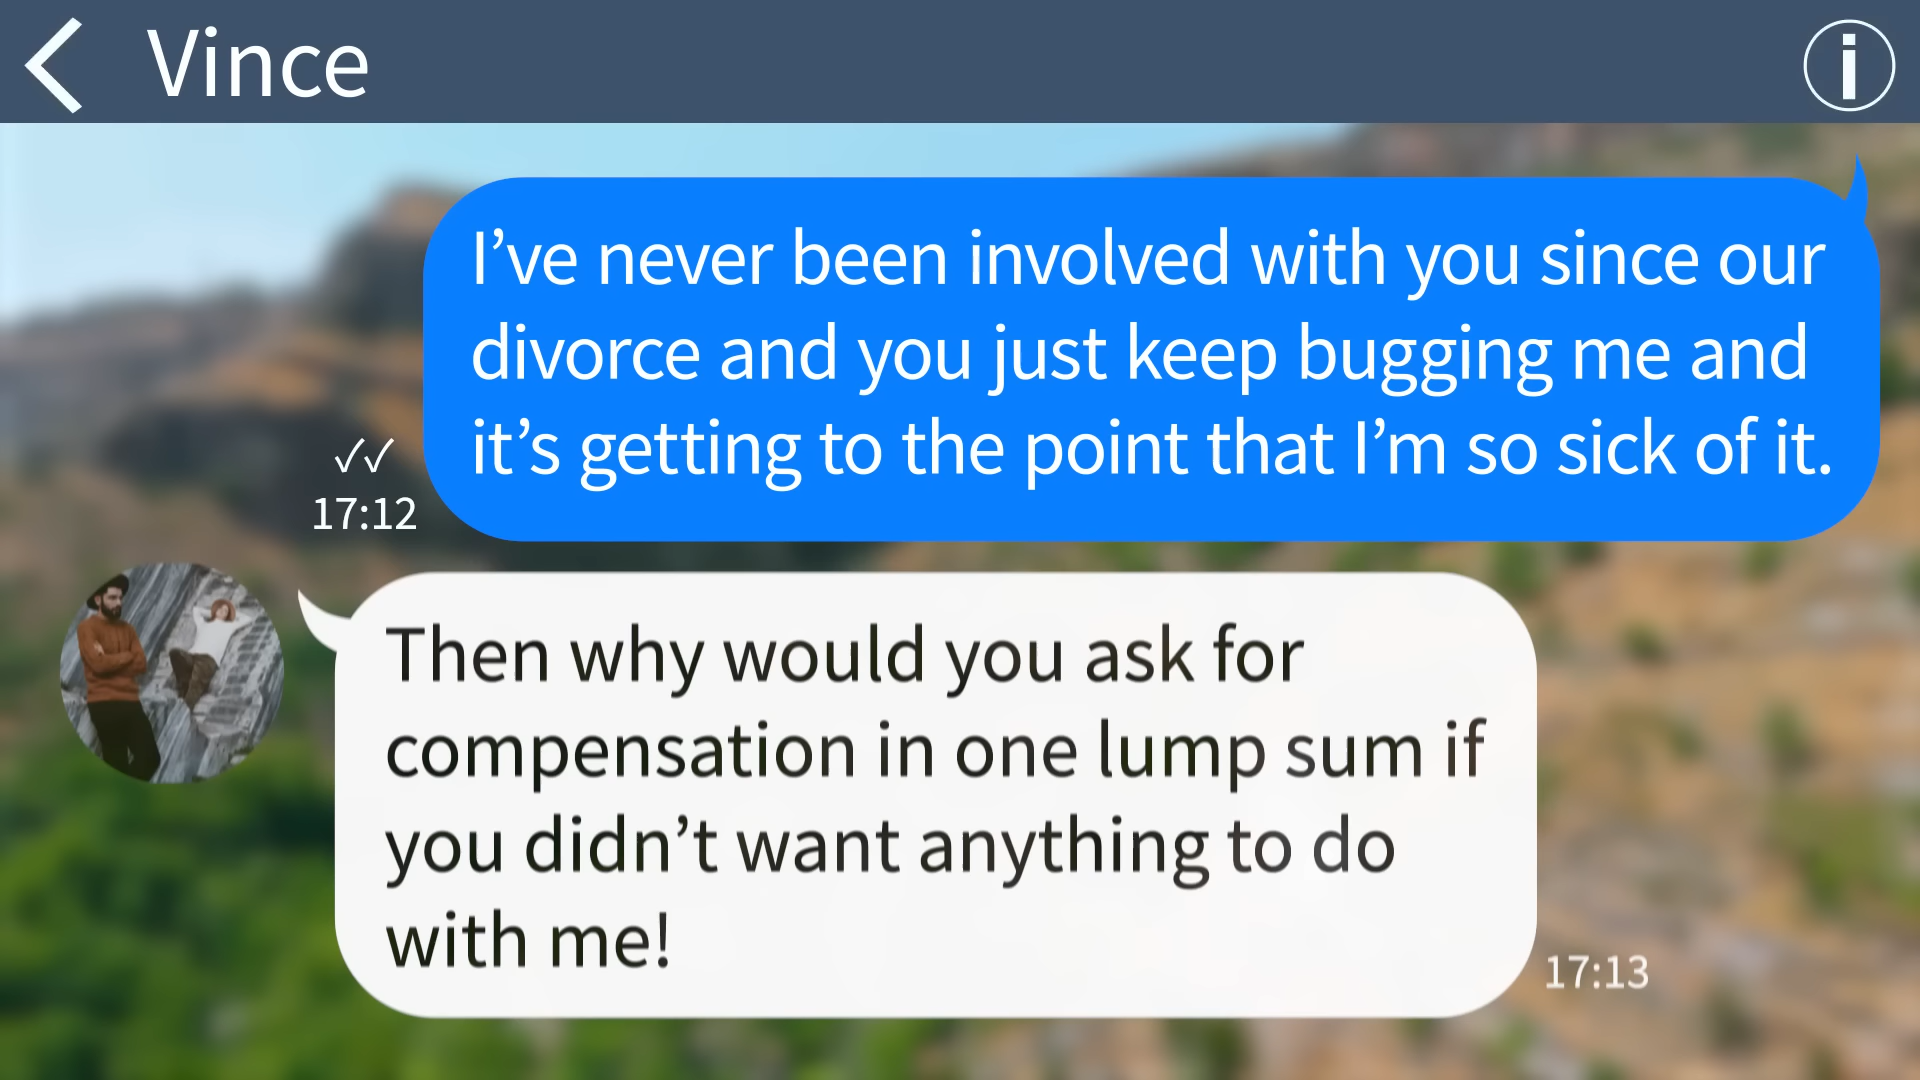 Vince
I’ve never been involved with you since our
divorce and you just keep bugging me and
it’s getting to the point that I’m so sick of it.
✓✓
17:12
Then why would you ask for
compensation in one lump sum if
you didn’t want anything to do
with me!
17:13